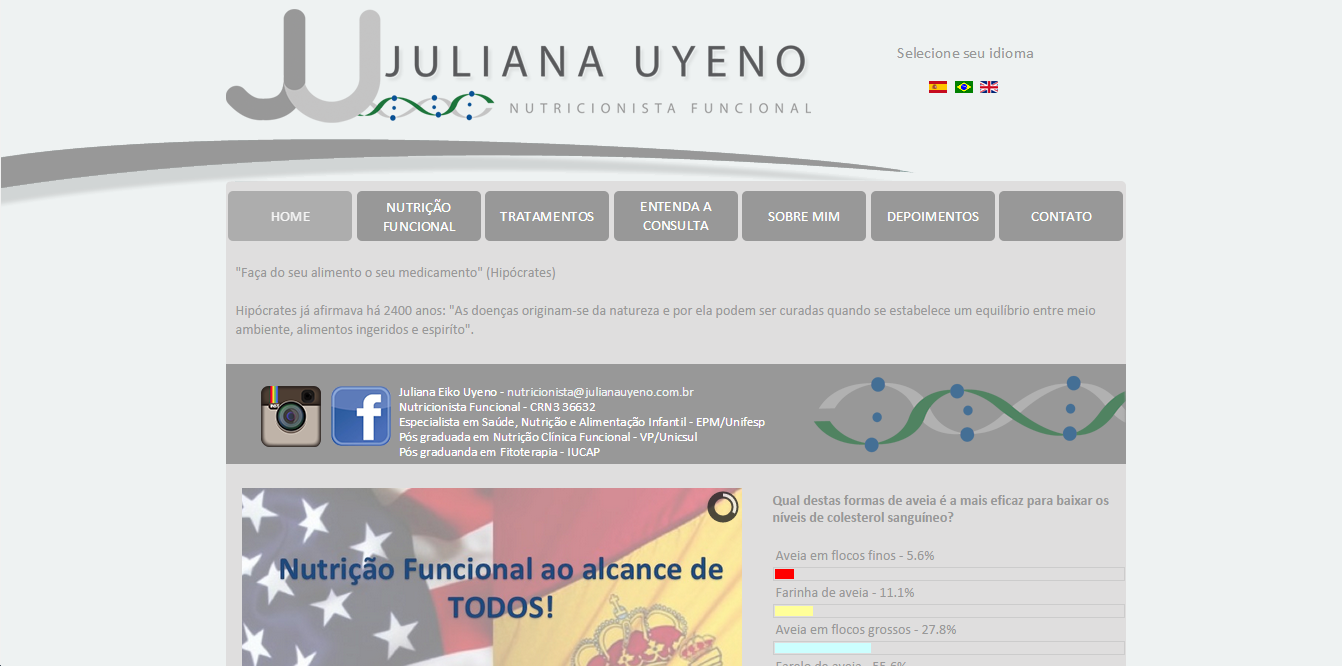 JU JULIANA UYENO
NUTRICIONISTA FUNCIONAL
Selecione seu idioma
HOME
NUTRIÇÃO
FUNCIONAL
TRATAMENTOS
ENTENDA A
CONSULTA
SOBRE MIM
DEPOIMENTOS
CONTATO
"Faça do seu alimento o seu medicamento" (Hipócrates)
Hipócrates já afirmava há 2400 anos: "As doenças originam-se da natureza e por ela podem ser curadas quando se estabelece um equilíbrio entre meio
ambiente, alimentos ingeridos e espiríto".
Juliana Eiko Uyeno - nutricionista@julianauyeno.com.br
Nutricionista Funcional - CRN3 36632
Especialista em Saúde, Nutrição e Alimentação Infantil - EPM/Unifesp
Pós graduada em Nutrição Clínica Funcional - VP/Unicsul
Pós graduanda em Fitoterapia - IUCAP
Nutrição Funcional ao alcance de
TODOS!
Qual destas formas de aveia é a mais eficaz para baixar os
níveis de colesterol sanguíneo?
Aveia em flocos finos - 5.6%
Farinha de aveia - 11.1%
Aveia em flocos grossos - 27.8%
Farelo de aveia - 55.6%